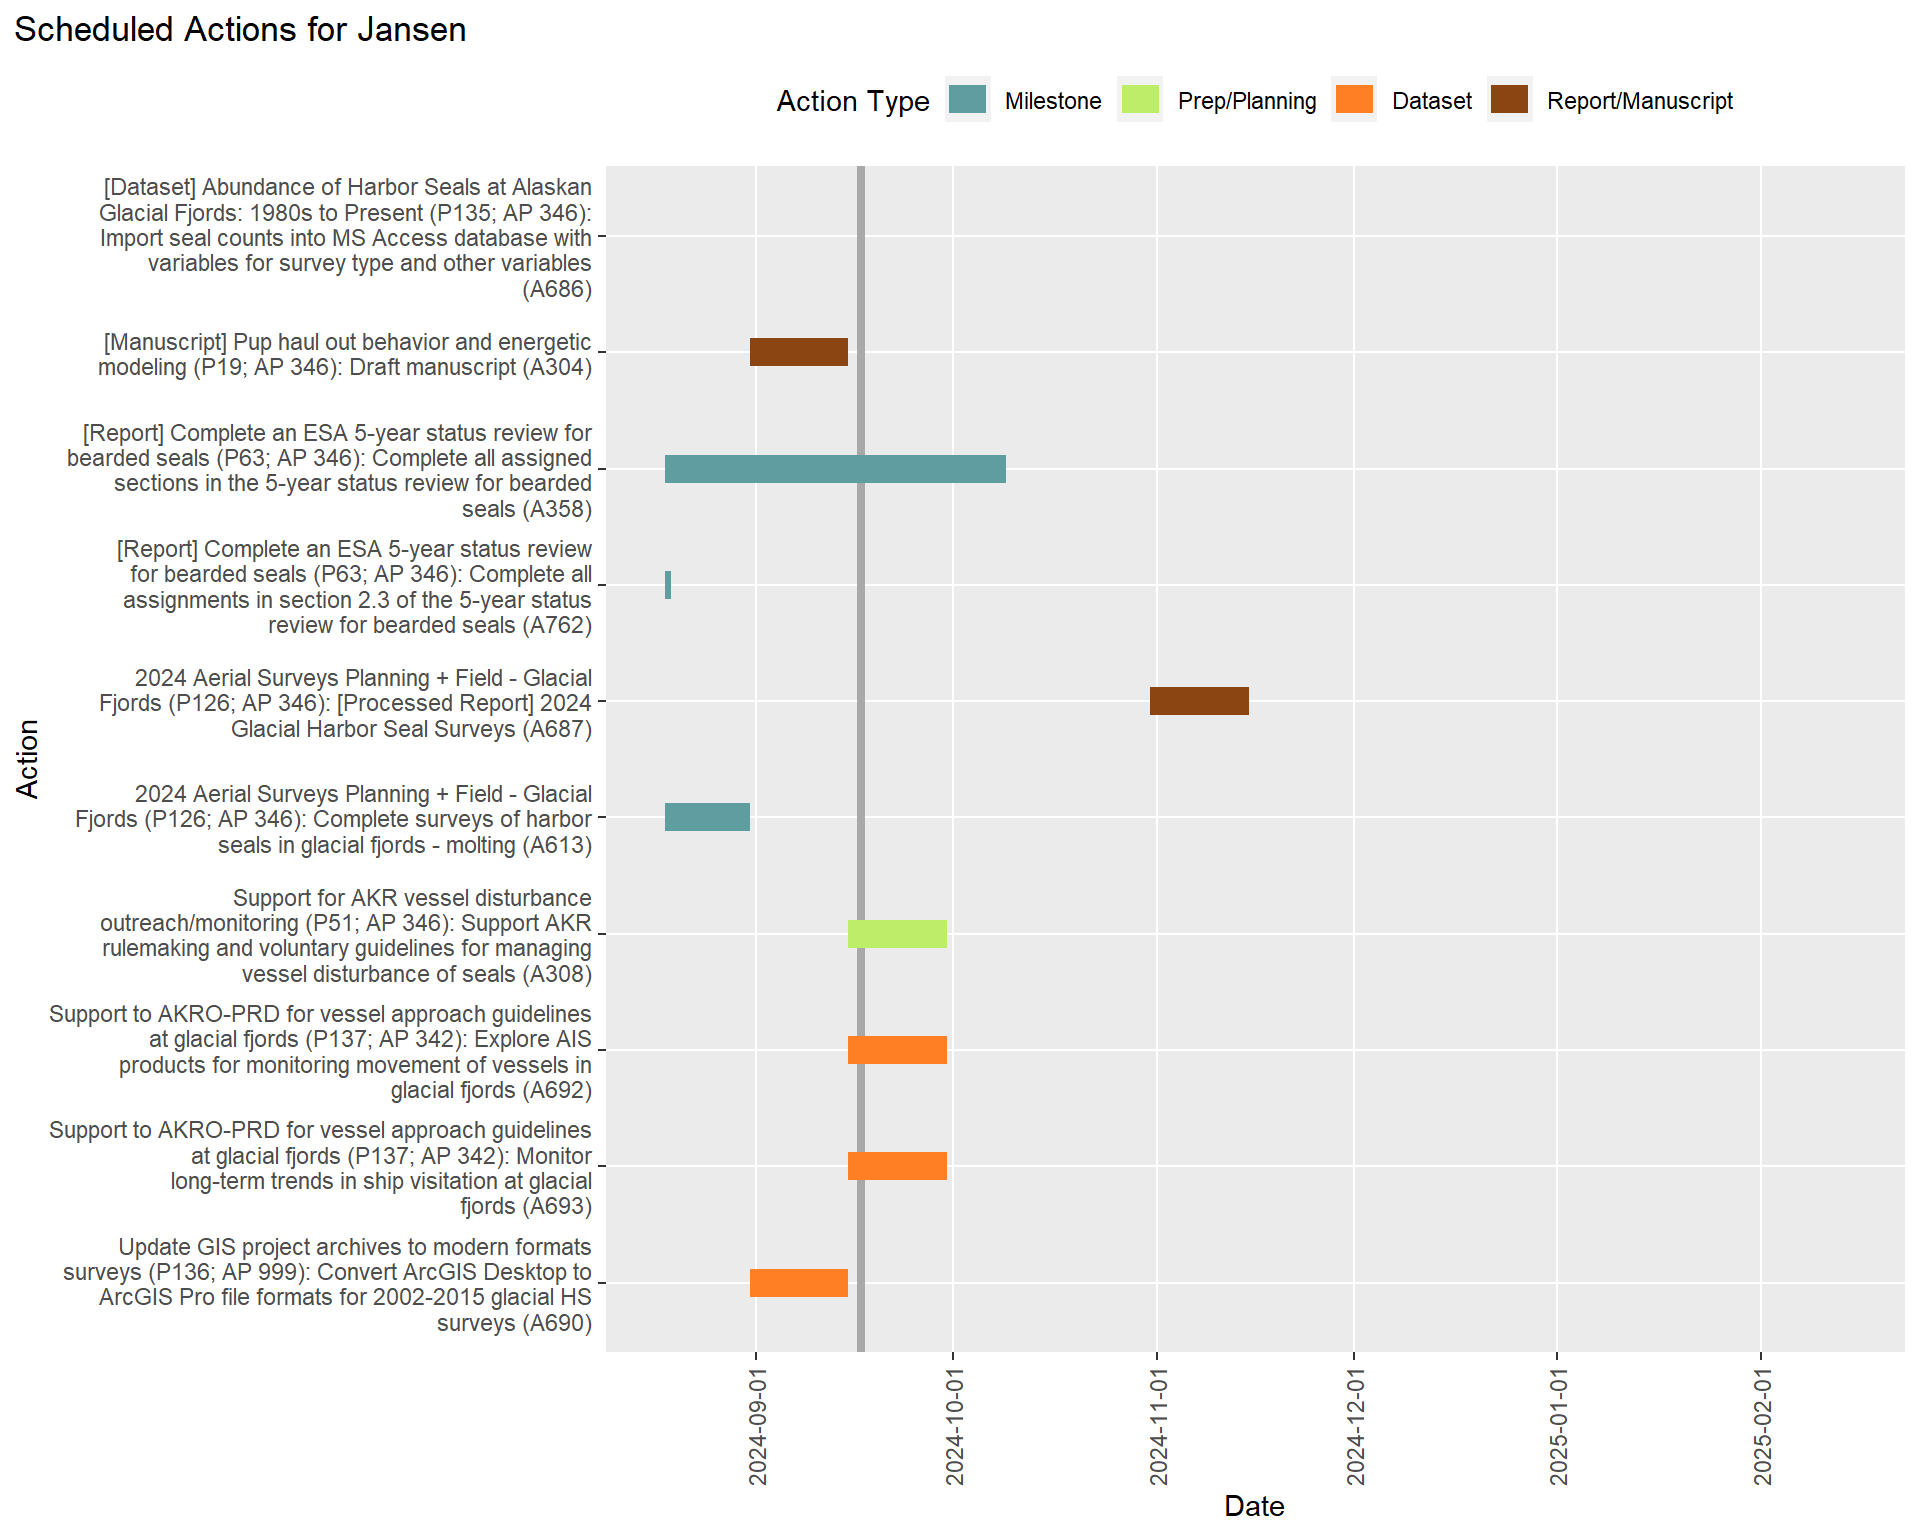 Scheduled Actions for Jansen
Action Type
Milestone
Prep/Planning
Dataset
Report/Manuscript
[Dataset] Abundance of Harbor Seals at Alaskan
Glacial Fjords: 1980s to Present (P135; AP 346):
Import seal counts into MS Access database with
variables for survey type and other variables
(A686)
[Manuscript] Pup haul out behavior and energetic
modeling (P19; AP 346): Draft manuscript (A304)
[Report] Complete an ESA 5-year status review for
bearded seals (P63; AP 346): Complete all assigned
sections in the 5-year status review for bearded
seals (A358)
[Report] Complete an ESA 5-year status review
for bearded seals (P63; AP 346): Complete all
assignments in section 2.3 of the 5-year status
review for bearded seals (A762)
2024 Aerial Surveys Planning + Field - Glacial
Fjords (P126; AP 346): [Processed Report] 2024
Glacial Harbor Seal Surveys (A687)
2024 Aerial Surveys Planning + Field - Glacial
Fjords (P126; AP 346): Complete surveys of harbor
seals in glacial fjords - molting (A613)
Support for AKR vessel disturbance
outreach/monitoring (P51; AP 346): Support AKR
rulemaking and voluntary guidelines for managing
vessel disturbance of seals (A308)
Support to AKRO-PRD for vessel approach guidelines
at glacial fjords (P137; AP 342): Explore AIS
products for monitoring movement of vessels in
glacial fjords (A692)
Support to AKRO-PRD for vessel approach guidelines
at glacial fjords (P137; AP 342): Monitor
long-term trends in ship visitation at glacial
fjords (A693)
Update GIS project archives to modern formats
surveys (P136; AP 999): Convert ArcGIS Desktop to
ArcGIS Pro file formats for 2002-2015 glacial HS
surveys (A690)
Action
2024-09-01
2024-10-01
2024-11-01
2024-12-01
2025-01-01
2025-02-01
Date